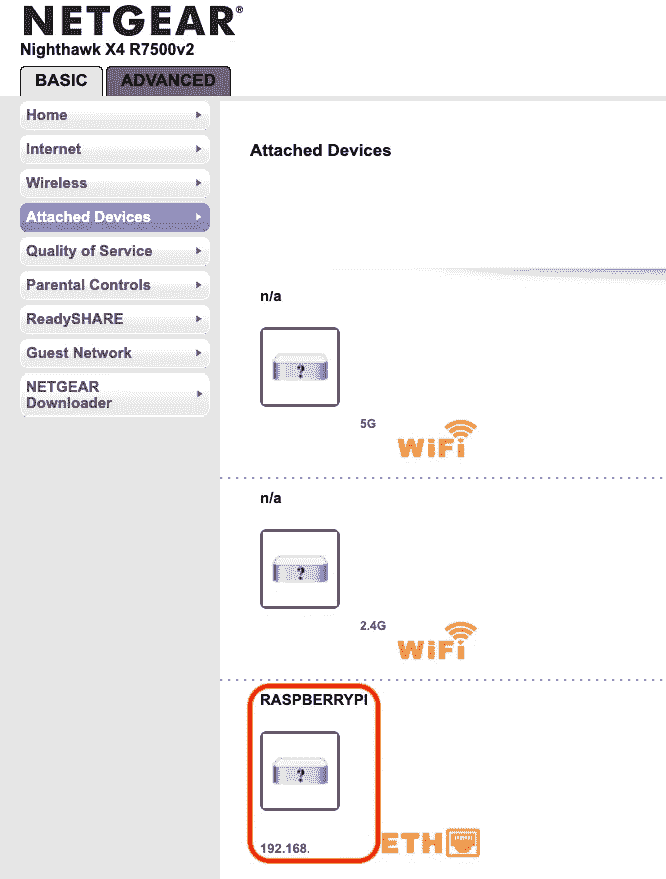 NETGEAR®
Nighthawk X4 R7500v2
BASIC
ADVANCED
Home
Internet
Wireless
Attached Devices
Quality of Service
Parental Controls
ReadySHARE
Guest Network
NETGEAR
Downloader
Attached Devices
n/a
?
5G
WiFi
n/a
?
2.4G
WiFi
RASPBERRYPI
?
192.168.
ETH